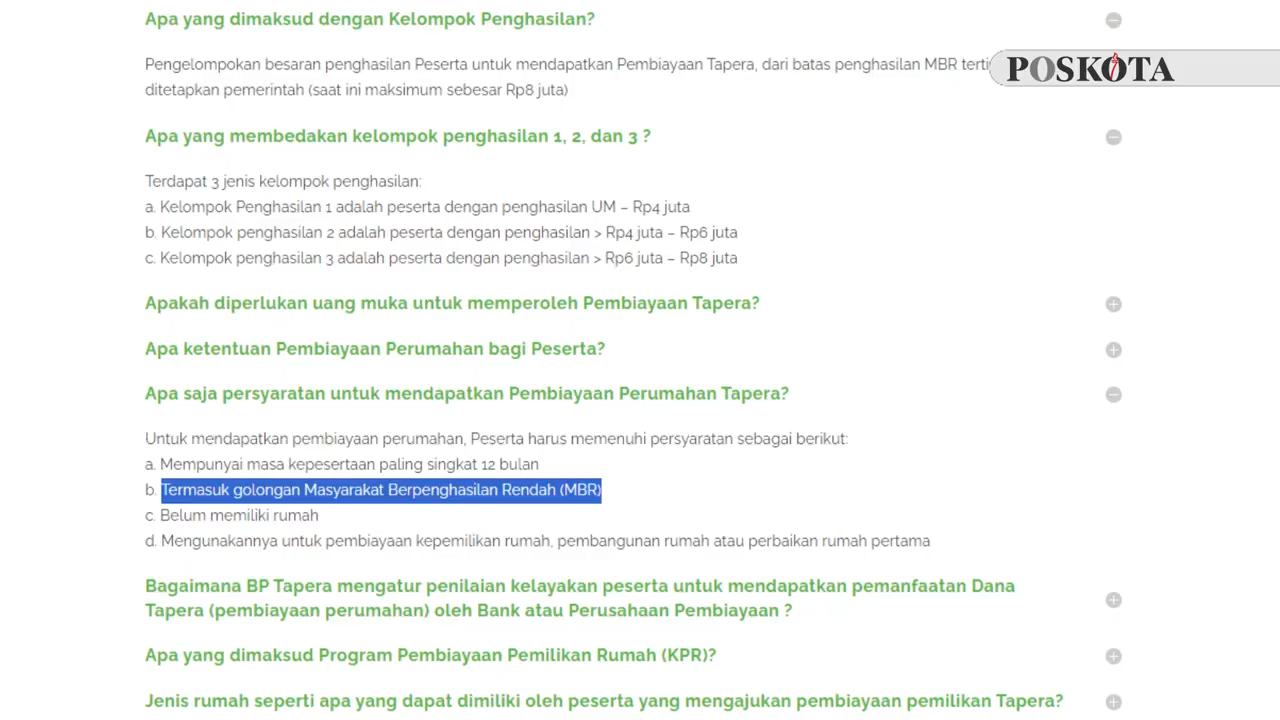 Apa yang dimaksud dengan Kelompok Penghasilan?
Pengelompokan besaran penghasilan Peserta untuk mendapatkan Pembiayaan Tapera, dari batas penghasilan MBR
POSKOTA
ditetapkan pemerintah (saat ini maksimum sebesar Rp8 juta)
Apa yang membedakan kelompok penghasilan 1, 2, dan 3 ?
Terdapat 3 jenis kelompok penghasilan:
a. Kelompok Penghasilan 1 adalah peserta dengan penghasilan UM – Rp4 juta
b. Kelompok penghasilan 2 adalah peserta dengan penghasilan > Rp4 juta – Rp6 juta
c. Kelompok penghasilan 3 adalah peserta dengan penghasilan > Rp6 juta – Rp8 juta
Apakah diperlukan uang muka untuk memperoleh Pembiayaan Tapera?
Apa ketentuan Pembiayaan Perumahan bagi Peserta?
Apa saja persyaratan untuk mendapatkan Pembiayaan Perumahan Tapera?
Untuk mendapatkan pembiayaan perumahan, Peserta harus memenuhi persyaratan sebagai berikut:
a. Mempunyai masa kepesertaan paling singkat 12 bulan
b. Termasuk golongan Masyarakat Berpenghasilan Rendah (MBR)
c. Belum memiliki rumah
d. Mengunakannya untuk pembiayaan kepemilikan rumah, pembangunan rumah atau perbaikan rumah pertama
Bagaimana BP Tapera mengatur penilaian kelayakan peserta untuk mendapatkan pemanfaatan Dana
Tapera (pembiayaan perumahan) oleh Bank atau Perusahaan Pembiayaan ?
Apa yang dimaksud Program Pembiayaan Pemilikan Rumah (KPR)?
Jenis rumah seperti apa yang dapat dimiliki oleh peserta yang mengajukan pembiayaan pemilikan Tapera?